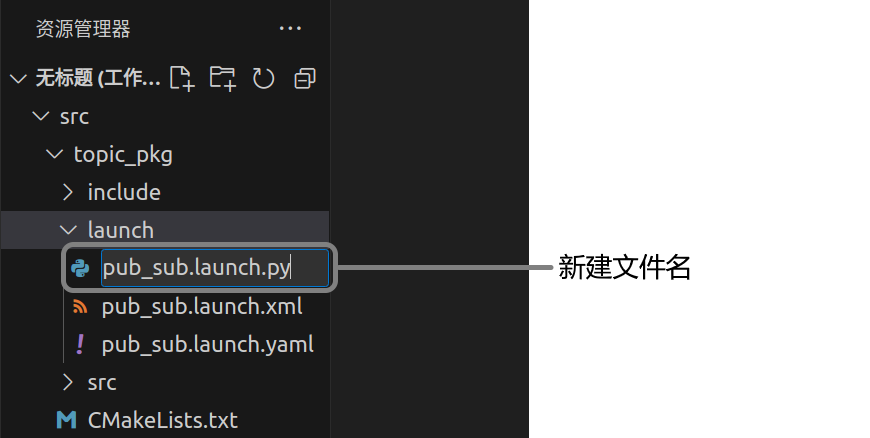 资源管理器
无标题 (工作...
src
topic_pkg
include
launch
pub_sub.launch.py
新建文件名
pub_sub.launch.xml
pub_sub.launch.yaml
src
CMakeLists.txt